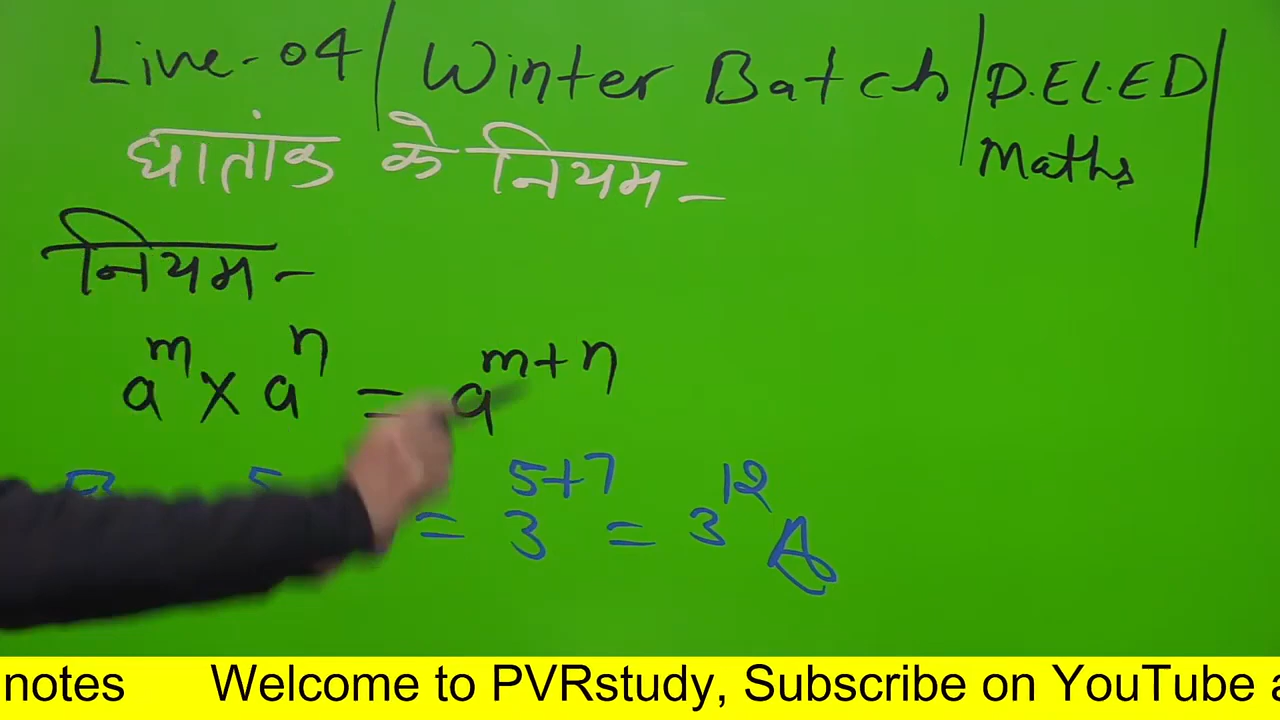 Live-04 | Winter Batch | D.EL.ED |
Maths
घातांक के नियम -
नियम -
a^m × a^n = a^(m+n)
= 3^(5+7) = 3^12
notes Welcome to PVRstudy, Subscribe on YouTube a